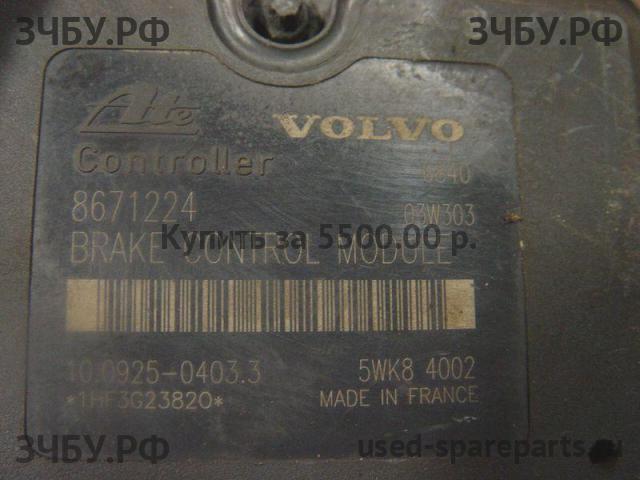 ЗЧБУ.РФ ЗЧБУ.РФ
Ate VOLVO
Controller
8671224 03W303
Купить за 5500.00 р.
BRAKE CONTROL MODULE
10.0925-0403.3 5WK8 4002
*1HF3G23820* MADE IN FRANCE
ЗЧБУ.РФ used-spareparts.ru